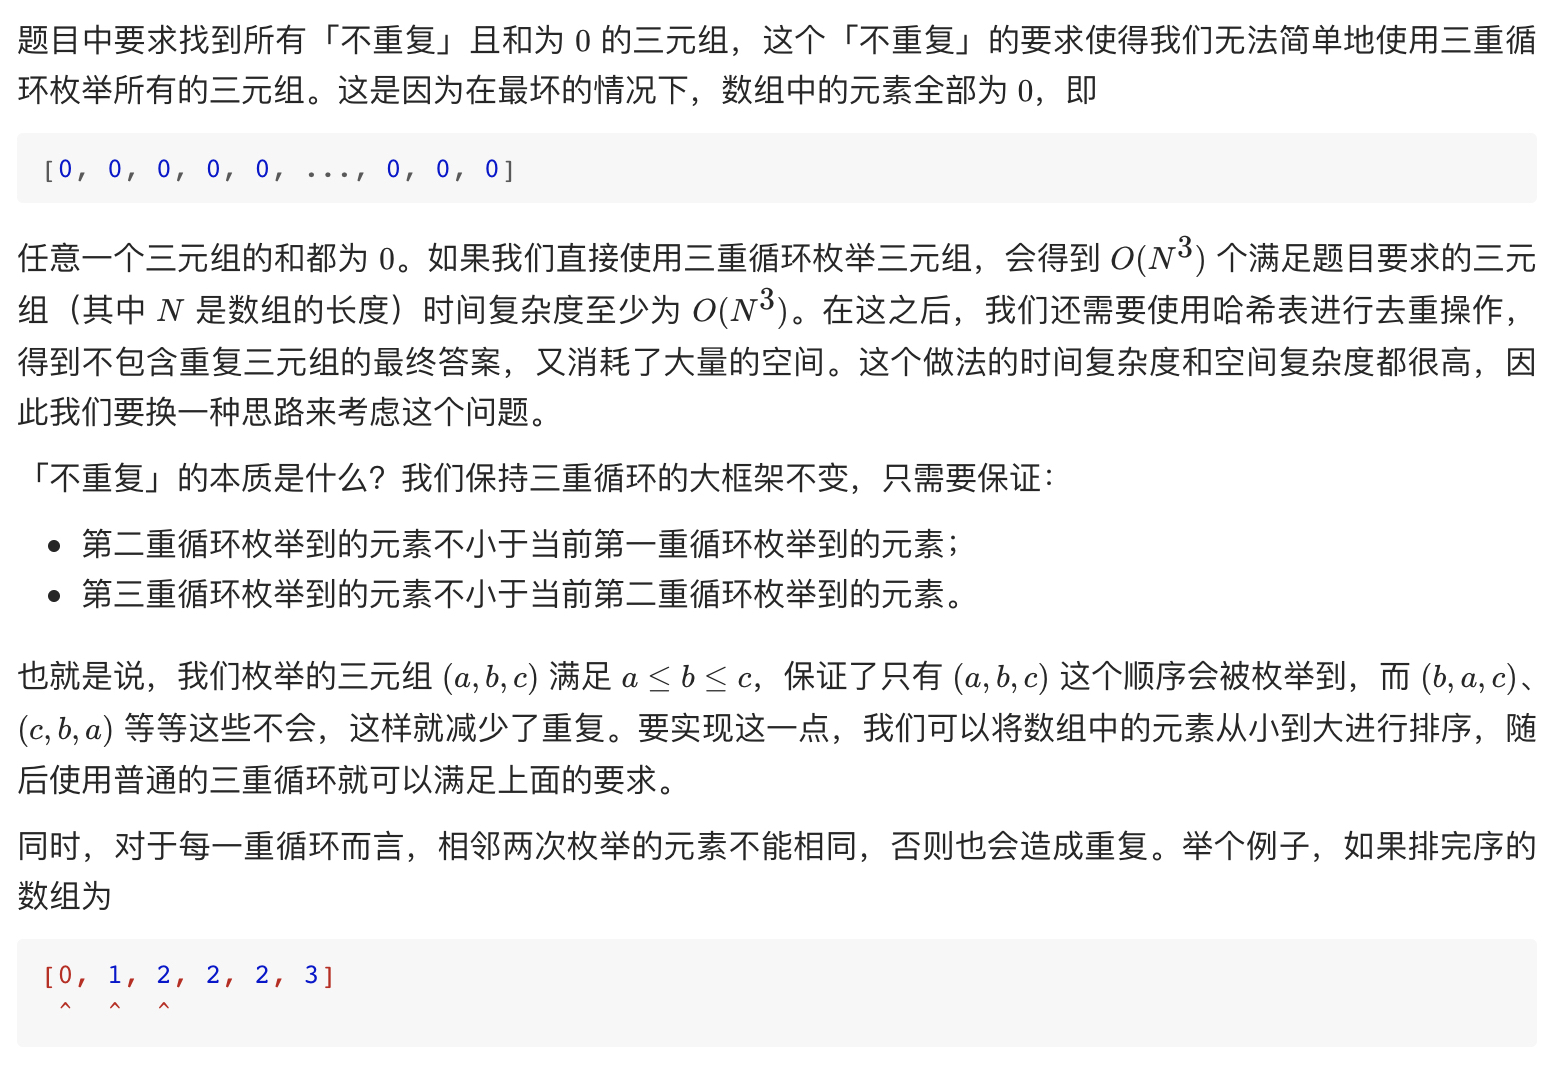 题目中要求找到所有「不重复」且和为 0 的三元组，这个「不重复」的要求使得我们无法简单地使用三重循
环枚举所有的三元组。这是因为在最坏的情况下，数组中的元素全部为 0，即
[0, 0, 0, 0, 0, ..., 0, 0, 0]
任意一个三元组的和都为 0。如果我们直接使用三重循环枚举三元组，会得到 O(N³) 个满足题目要求的三元
组（其中 N 是数组的长度）时间复杂度至少为 O(N³)。在这之后，我们还需要使用哈希表进行去重操作，
得到不包含重复三元组的最终答案，又消耗了大量的空间。这个做法的时间复杂度和空间复杂度都很高，因
此我们要换一种思路来考虑这个问题。
「不重复」的本质是什么？我们保持三重循环的大框架不变，只需要保证：
• 第二重循环枚举到的元素不小于当前第一重循环枚举到的元素；
• 第三重循环枚举到的元素不小于当前第二重循环枚举到的元素。
也就是说，我们枚举的三元组 (a, b, c) 满足 a ≤ b ≤ c，保证了只有 (a, b, c) 这个顺序会被枚举到，而 (b, a, c)、
(c, b, a) 等等这些不会，这样就减少了重复。要实现这一点，我们可以将数组中的元素从小到大进行排序，随
后使用普通的三重循环就可以满足上面的要求。
同时，对于每一重循环而言，相邻两次枚举的元素不能相同，否则也会造成重复。举个例子，如果排完序的
数组为
[0, 1, 2, 2, 2, 3]
^ ^ ^